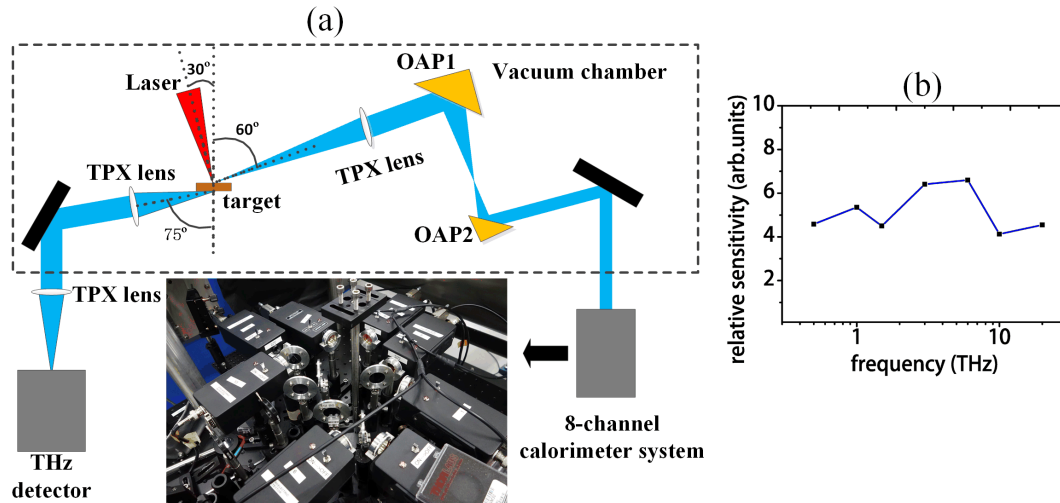 (a)
30°
Laser
OAP1
Vacuum chamber
60°
TPX lens
TPX lens
target
75°
OAP2
TPX lens
THz
detector
8-channel
calorimeter system
(b)
relative sensitivity (arb.units)
10
8
6
4
2
1
10
frequency (THz)